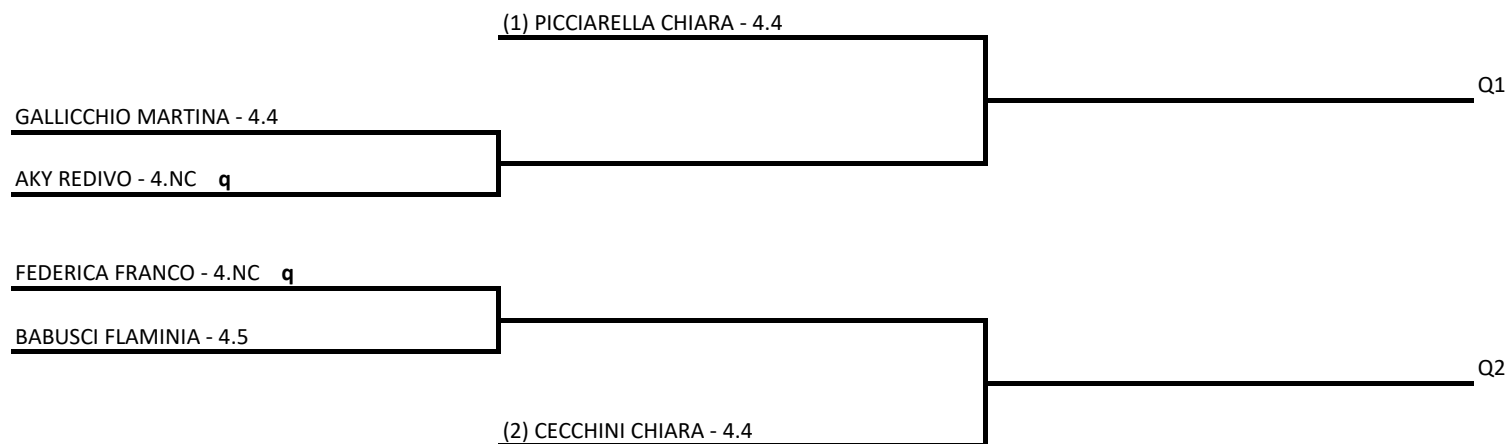 (1) PICCIARELLA CHIARA - 4.4
Q1
GALLICCHIO MARTINA - 4.4
AKY REDIVO - 4.NC q
FEDERICA FRANCO - 4.NC q
BABUSCI FLAMINIA - 4.5
Q2
(2) CECCHINI CHIARA - 4.4